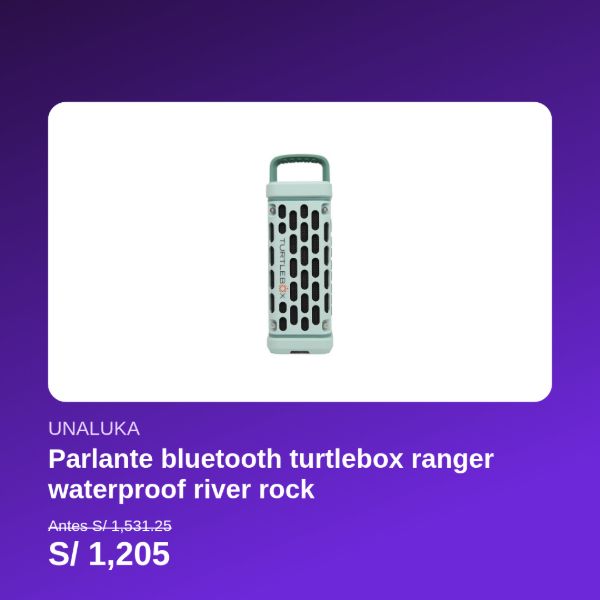 TURTLEBOX
UNALUKA
Parlante bluetooth turtlebox ranger
waterproof river rock
Antes S/ 1,531.25
S/ 1,205